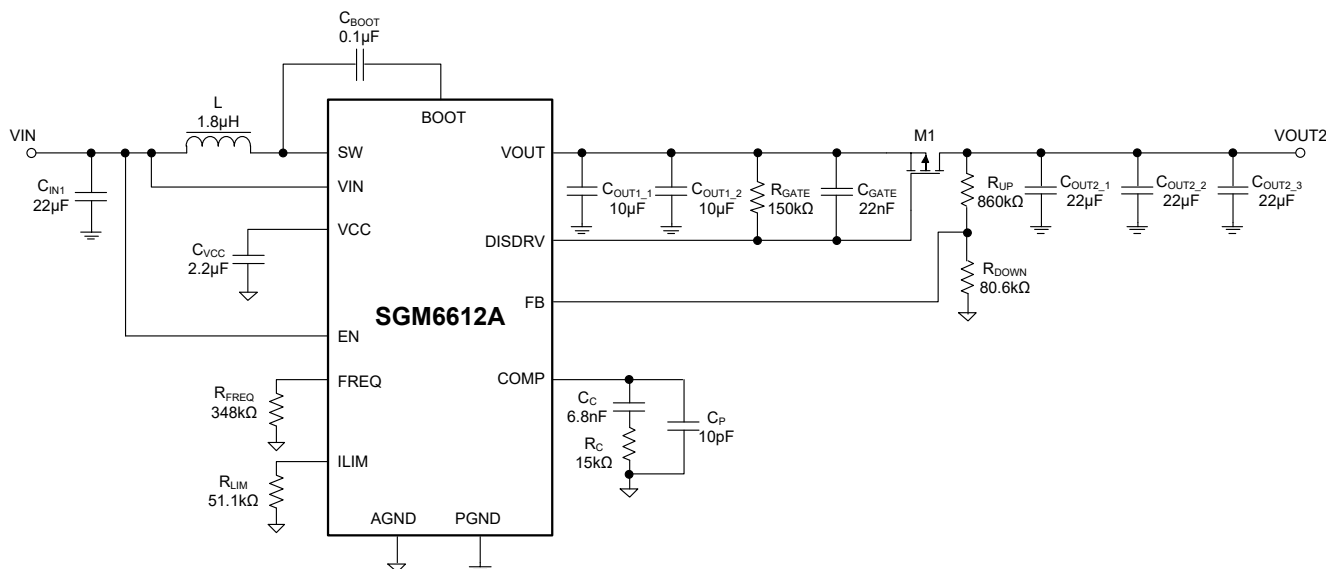 CBOOT
0.1µF
L
1.8µH
BOOT
M1
VIN
VOUT2
SW
VOUT
VIN
CIN1
22µF
COUT1_1
10µF
COUT1_2
10µF
RGATE
150kΩ
CGATE
22nF
RUP
860kΩ
COUT2_1
22µF
COUT2_2
22µF
COUT2_3
22µF
VCC
DISDRV
CVCC
2.2µF
RDOWN
80.6kΩ
FB
SGM6612A
EN
FREQ
COMP
RFREQ
348kΩ
CC
6.8nF
CP
10pF
RC
15kΩ
ILIM
RLIM
51.1kΩ
AGND
PGND